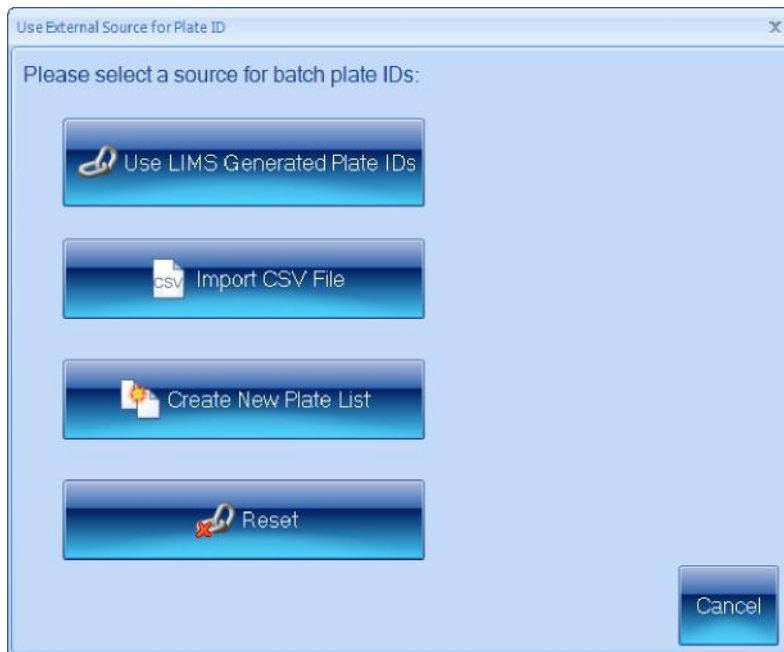 Use External Source for Plate ID
X
Please select a source for batch plate IDs:
Use LIMS Generated Plate IDs
CSV Import CSV File
Create New Plate List
Reset
Cancel